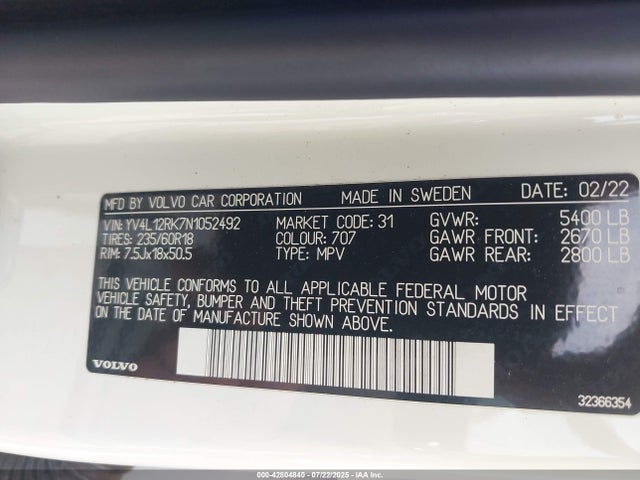 MFD BY VOLVO CAR CORPORATION MADE IN SWEDEN DATE: 02/22
VIN: YV4L12RK7N1052492 MARKET CODE: 31 GVWR: 5400 LB
TIRES: 235/60R18 COLOUR: 707 GAWR FRONT: 2670 LB
RIM: 7.5Jx18x50.5 TYPE: MPV GAWR REAR: 2800 LB
THIS VEHICLE CONFORMS TO ALL APPLICABLE FEDERAL MOTOR
VEHICLE SAFETY, BUMPER AND THEFT PREVENTION STANDARDS IN EFFECT
ON THE DATE OF MANUFACTURE SHOWN ABOVE.
VOLVO
32366354
000-42804840 - 07/22/2025 - IAA, Inc.